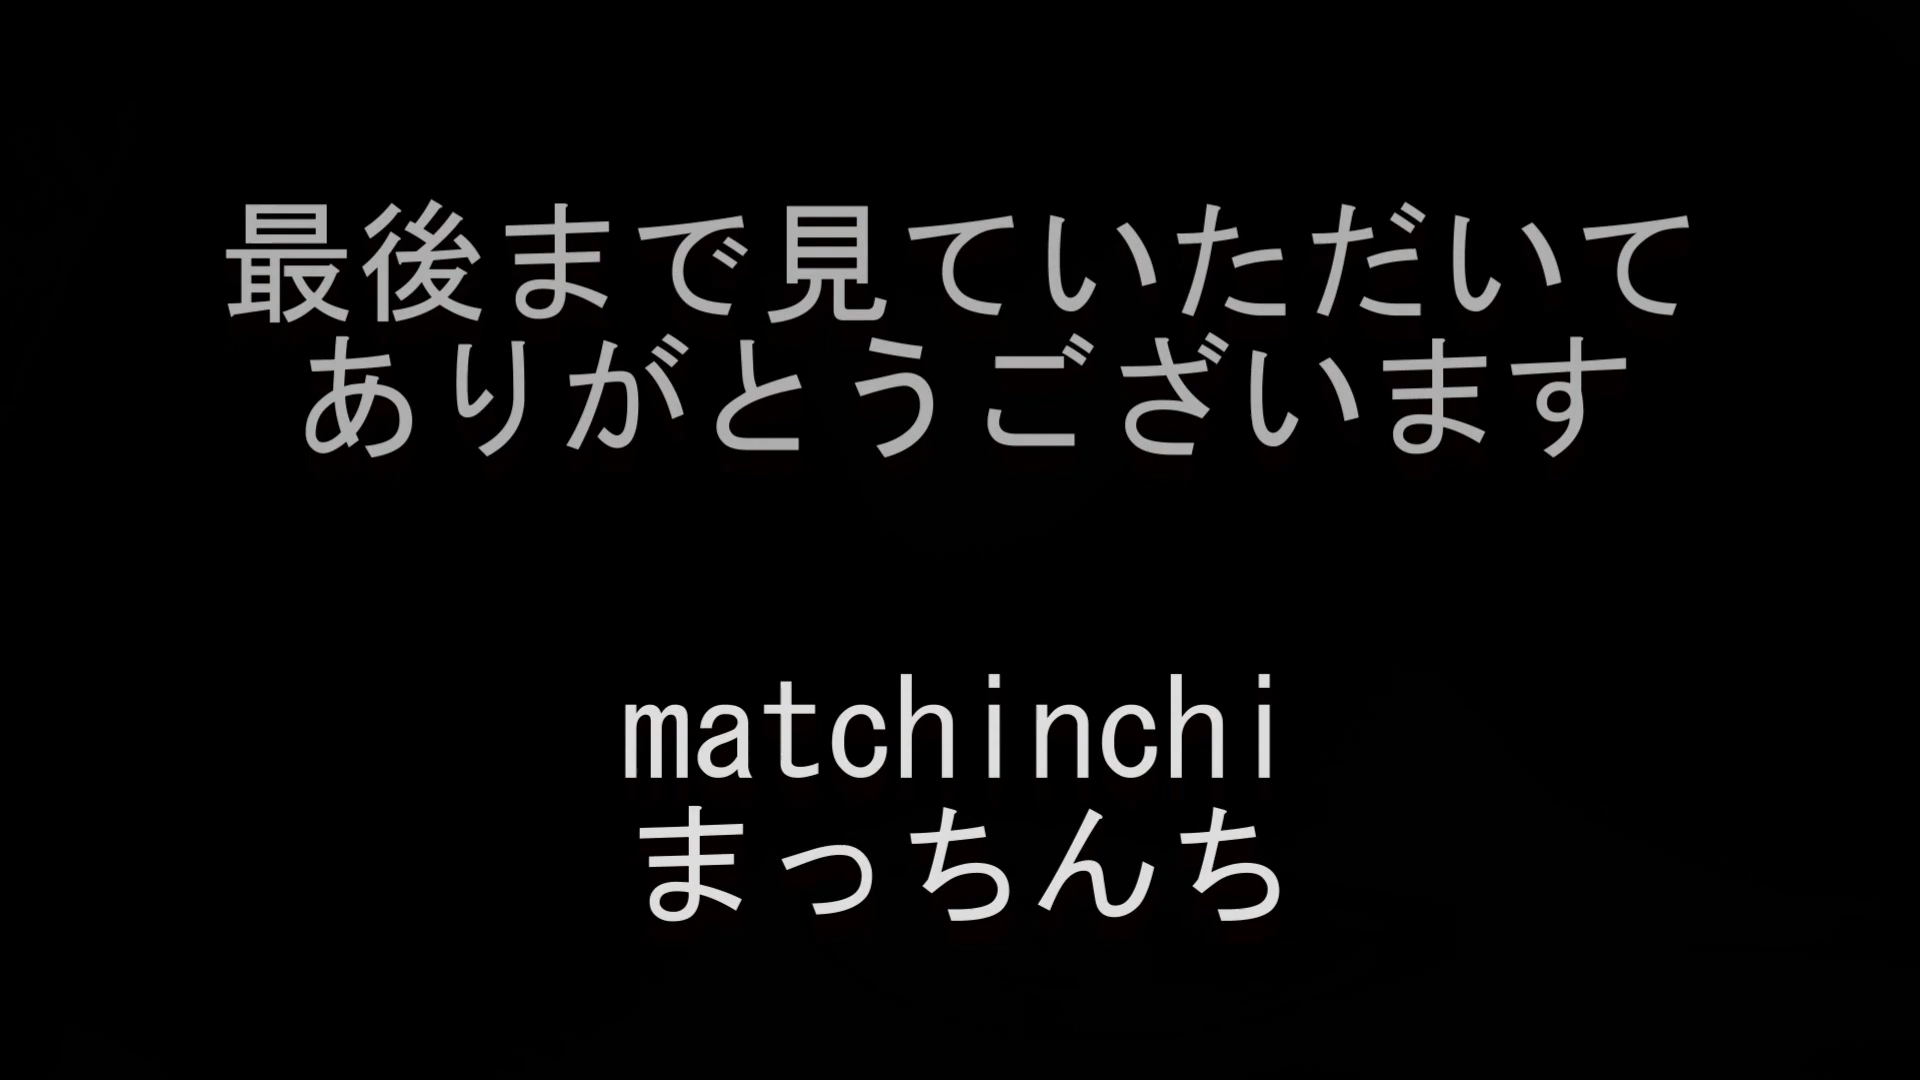 最後まで見ていただいて
ありがとうございます
matchinchi
まっちんち